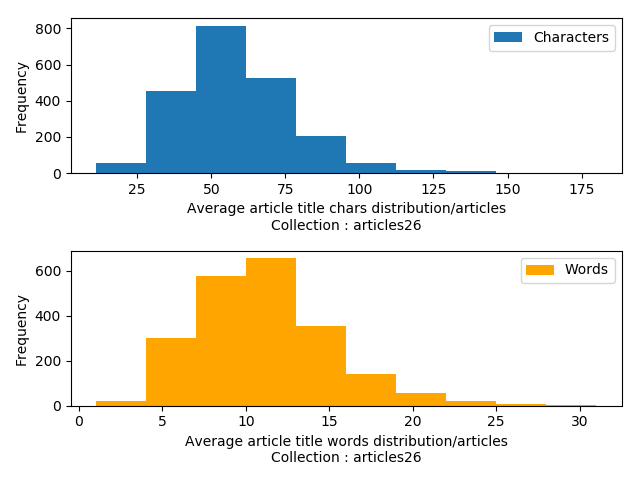 800
600
400
200
0
Frequency
Characters
25 50 75 100 125 150 175
Average article title chars distribution/articles
Collection : articles26
600
400
200
0
Frequency
Words
0 5 10 15 20 25 30
Average article title words distribution/articles
Collection : articles26